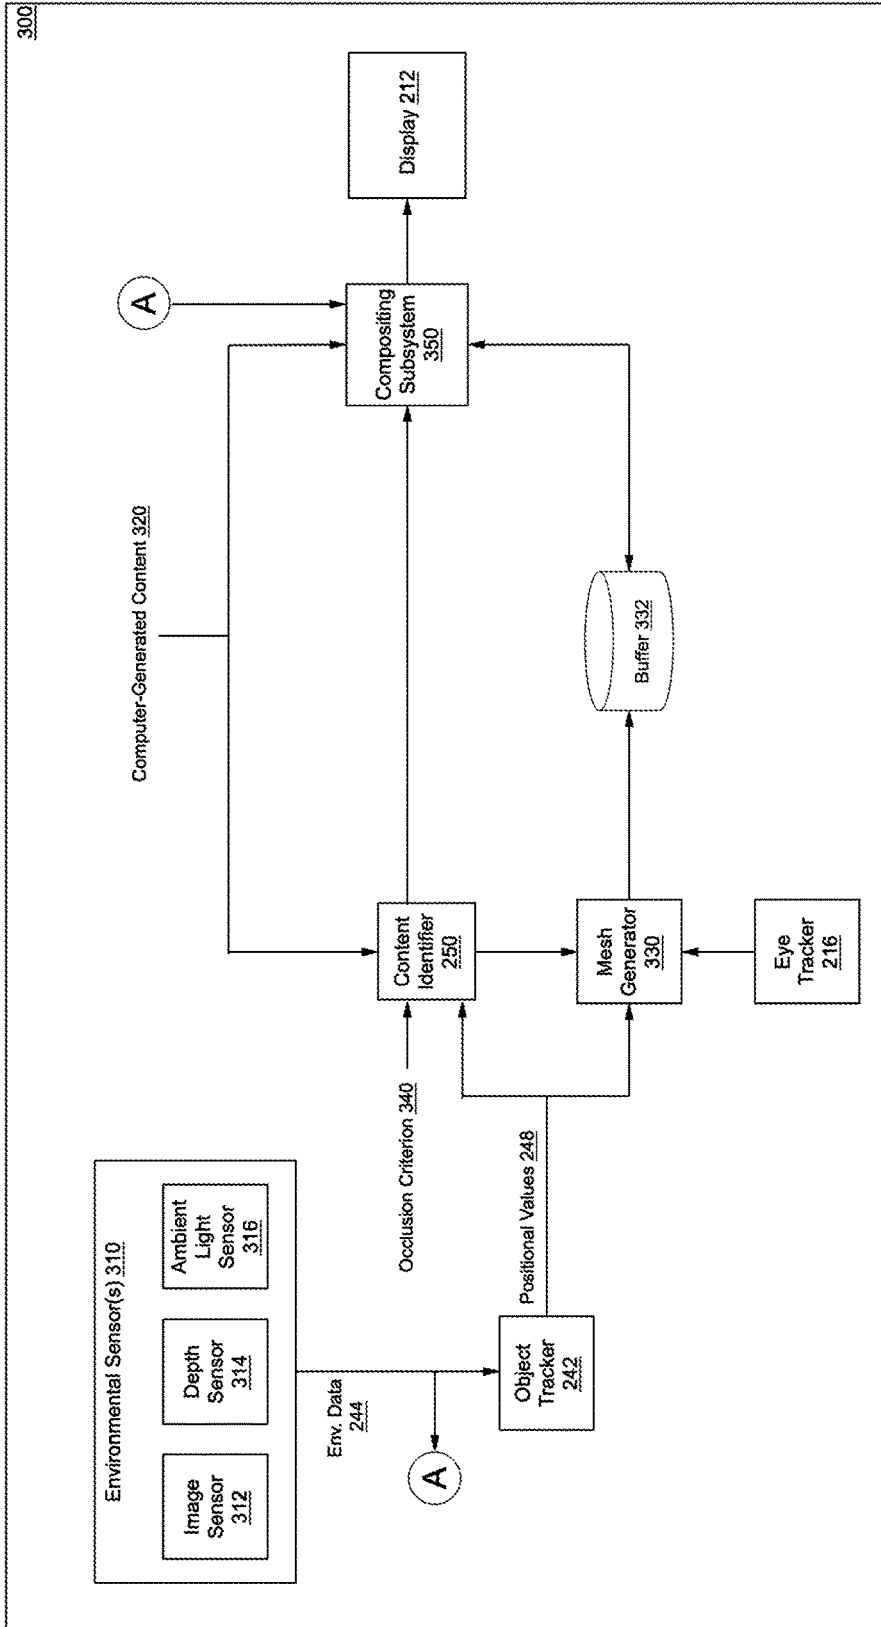 300
Environmental Sensor(s) 310
Image
Sensor
312
Depth
Sensor
314
Ambient
Light
Sensor
316
Env. Data
244
A
Object
Tracker
242
Positional Values 248
Occlusion Criterion 340
Content
Identifier
250
Mesh
Generator
330
Eye
Tracker
216
Computer-Generated Content 320
Buffer 332
A
Compositing
Subsystem
350
Display 212